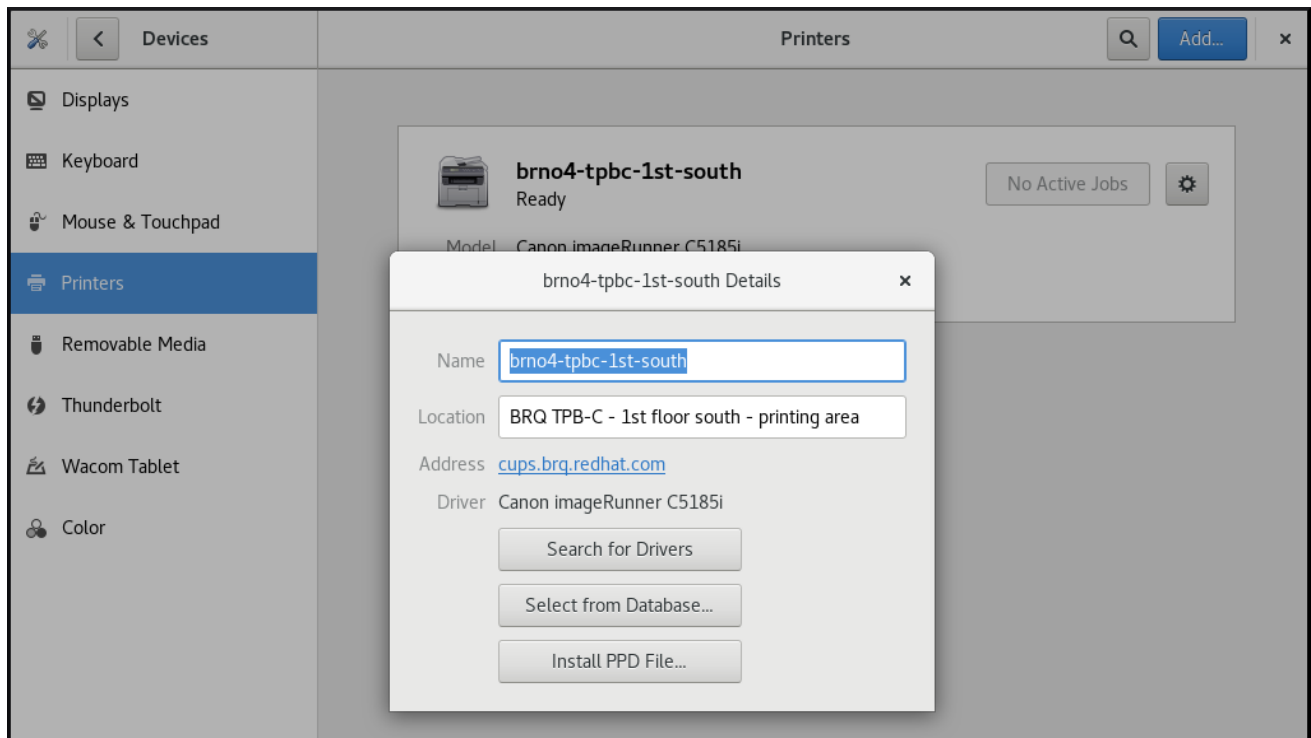 Devices
Printers
Add...
Displays
Keyboard
Mouse & Touchpad
Printers
Removable Media
Thunderbolt
Wacom Tablet
Color
brno4-tpbc-1st-south
Ready
No Active Jobs
Model Canon imageRunner C5185i
brno4-tpbc-1st-south Details
Name brno4-tpbc-1st-south
Location BRQ TPB-C - 1st floor south - printing area
Address cups.brq.redhat.com
Driver Canon imageRunner C5185i
Search for Drivers
Select from Database...
Install PPD File...